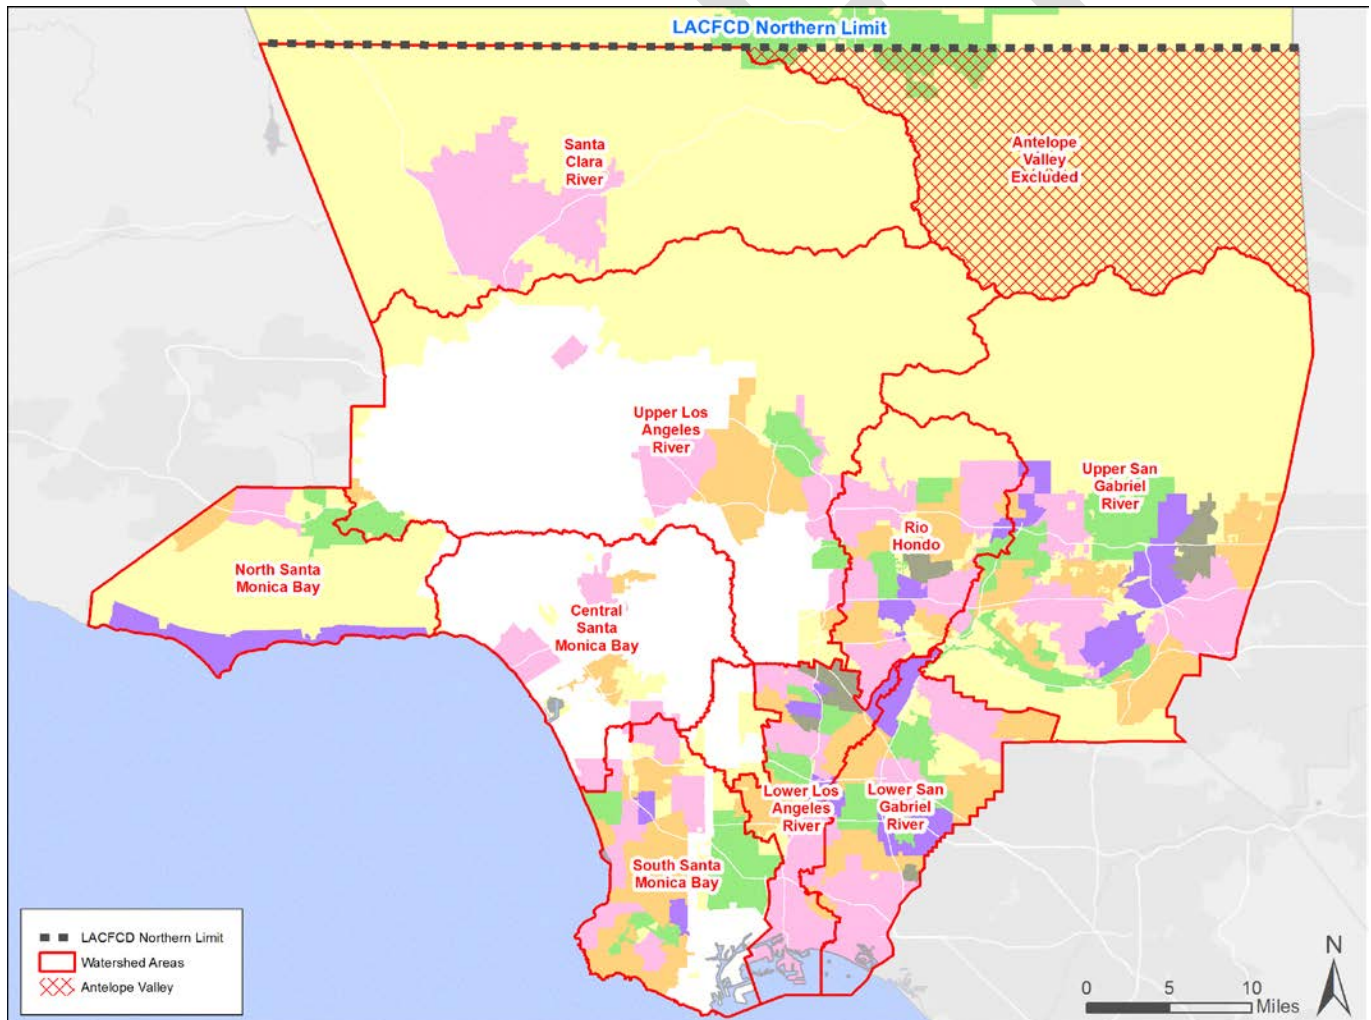 LACFCD Northern Limit
Santa
Clara
River
Antelope
Valley
Excluded
Upper Los
Angeles
River
Upper San
Gabriel
River
Rio
Hondo
North Santa
Monica Bay
Central
Santa
Monica Bay
Lower Los
Angeles
River
Lower San
Gabriel
River
South Santa
Monica Bay
LACFCD Northern Limit
Watershed Areas
Antelope Valley
N
0 5 10
Miles